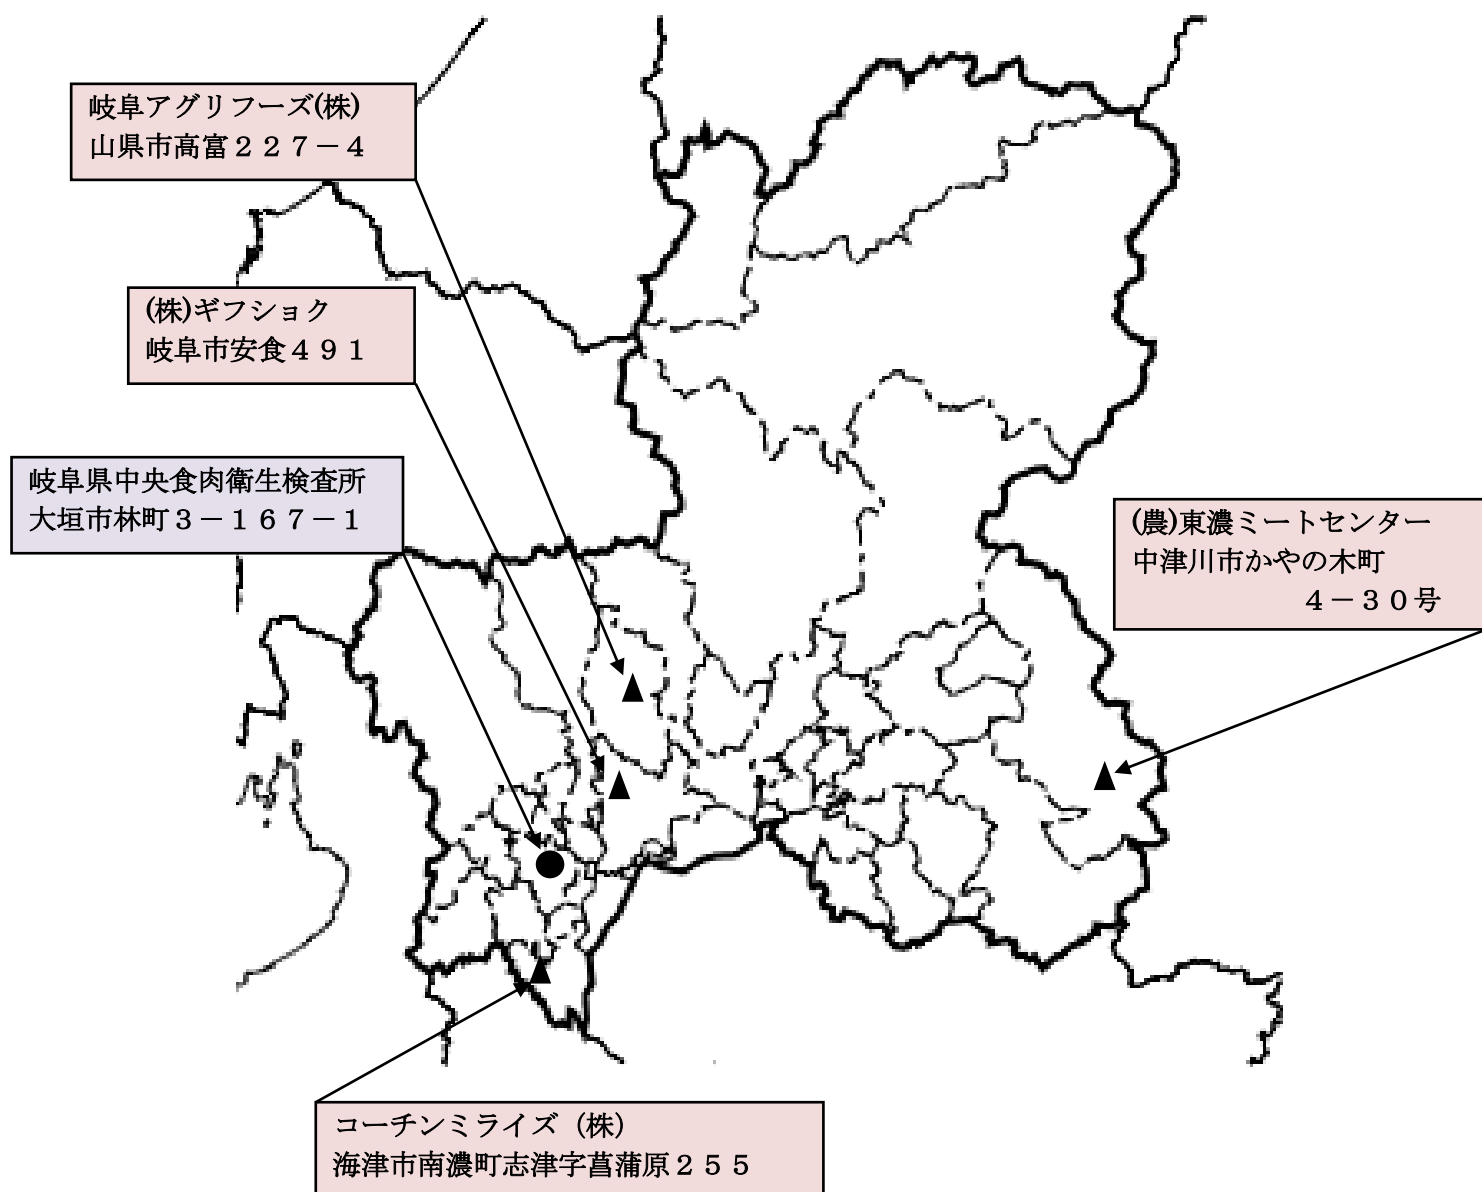 岐阜アグリフーズ(株)
山県市高富２２７－４
(株)ギフショク
岐阜市安食４９１
岐阜県中央食肉衛生検査所
大垣市林町３－１６７－１
(農)東濃ミートセンター
中津川市かやの木町
４－３０号
コーチンミライズ（株）
海津市南濃町志津字菖蒲原２５５